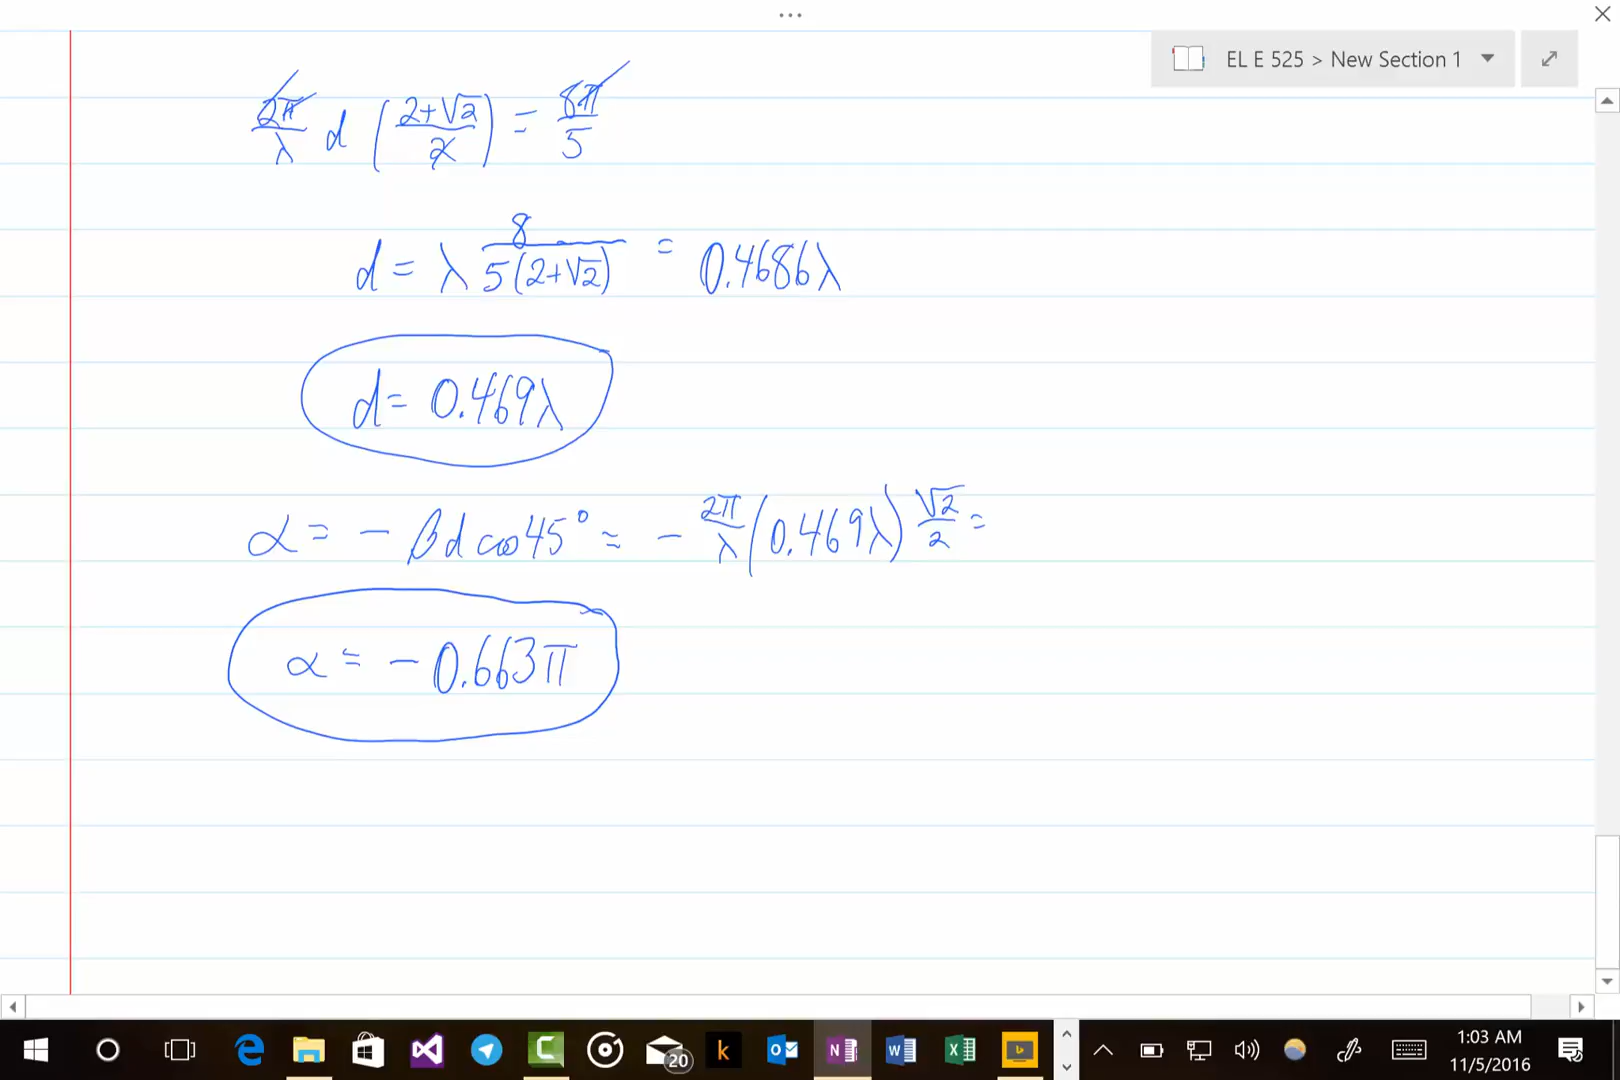 EL E 525 > New Section 1
2π/λ d ((2+√2)/2) = 8π/5
d = λ 8/(5(2+√2)) = 0.4686λ
d = 0.469λ
α = - βd cos45° = - 2π/λ (0.469λ) √2/2 =
α = - 0.663π
20
1:03 AM
11/5/2016